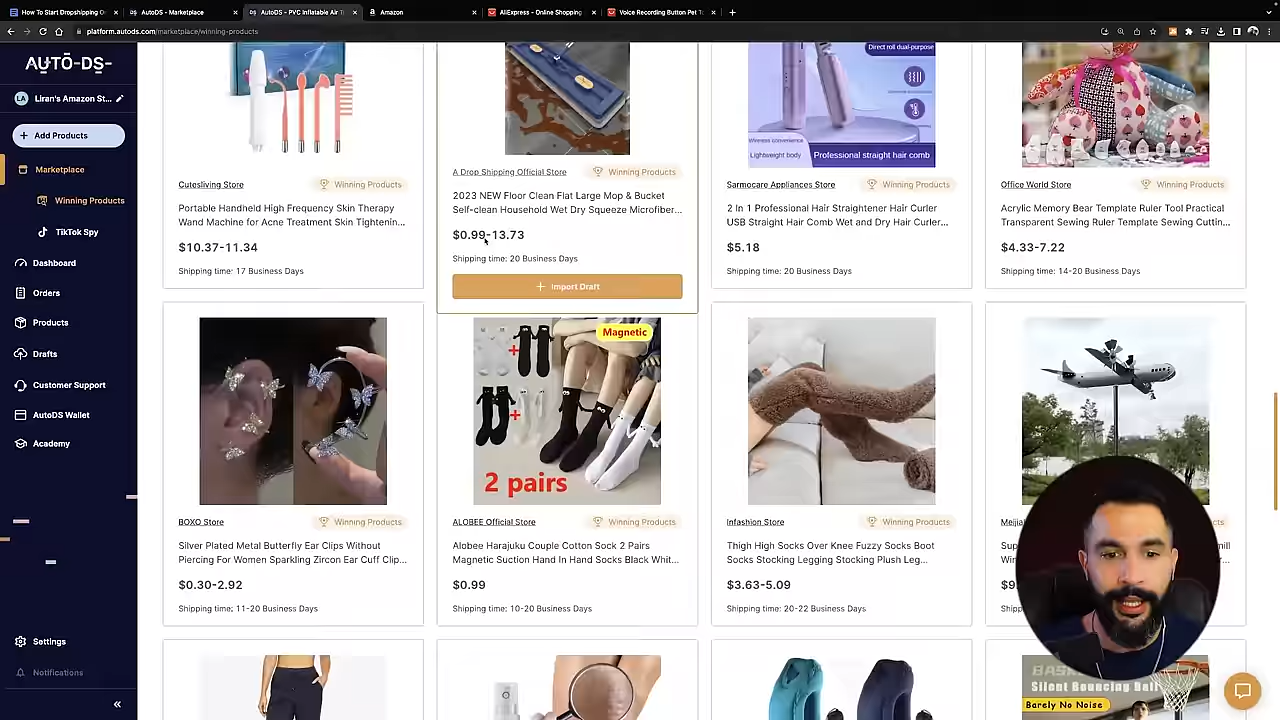 How To Start Dropshipping O
AutoDS - Marketplace
AutoDS - PVC Inflatable Air T
Amazon
AliExpress - Online Shopping
Voice Recording Button Pet To
platform.autods.com/marketplace/winning-products
AUTO-DS-
LA Liran's Amazon St...
+ Add Products
Marketplace
Winning Products
TikTok Spy
Dashboard
Orders
Products
Drafts
Customer Support
AutoDS Wallet
Academy
Settings
Notifications
«
Cutesliving Store
Winning Products
Portable Handheld High Frequency Skin Therapy
Wand Machine for Acne Treatment Skin Tightenin...
$10.37-11.34
Shipping time: 17 Business Days
A Drop Shipping Official Store
Winning Products
2023 NEW Floor Clean Flat Large Mop & Bucket
Self-clean Household Wet Dry Squeeze Microfiber...
$0.99-13.73
Shipping time: 20 Business Days
+ Import Draft
Direct roll dual-purpose
Wireless convenience
Lightweight body
Professional straight hair comb
Sarmocare Appliances Store
Winning Products
2 In 1 Professional Hair Straightener Hair Curler
USB Straight Hair Comb Wet and Dry Hair Curler...
$5.18
Shipping time: 20 Business Days
Office World Store
Winning Products
Acrylic Memory Bear Template Ruler Tool Practical
Transparent Sewing Ruler Template Sewing Cuttin...
$4.33-7.22
Shipping time: 14-20 Business Days
BOXO Store
Winning Products
Silver Plated Metal Butterfly Ear Clips Without
Piercing For Women Sparkling Zircon Ear Cuff Clip...
$0.30-2.92
Shipping time: 11-20 Business Days
Magnetic
2 pairs
ALOBEE Official Store
Winning Products
Alobee Harajuku Couple Cotton Sock 2 Pairs
Magnetic Suction Hand In Hand Socks Black Whit...
$0.99
Shipping time: 10-20 Business Days
Infashion Store
Winning Products
Thigh High Socks Over Knee Fuzzy Socks Boot
Socks Stocking Legging Stocking Plush Leg...
$3.63-5.09
Shipping time: 20-22 Business Days
Silent Bouncing Ball
Barely No Noise